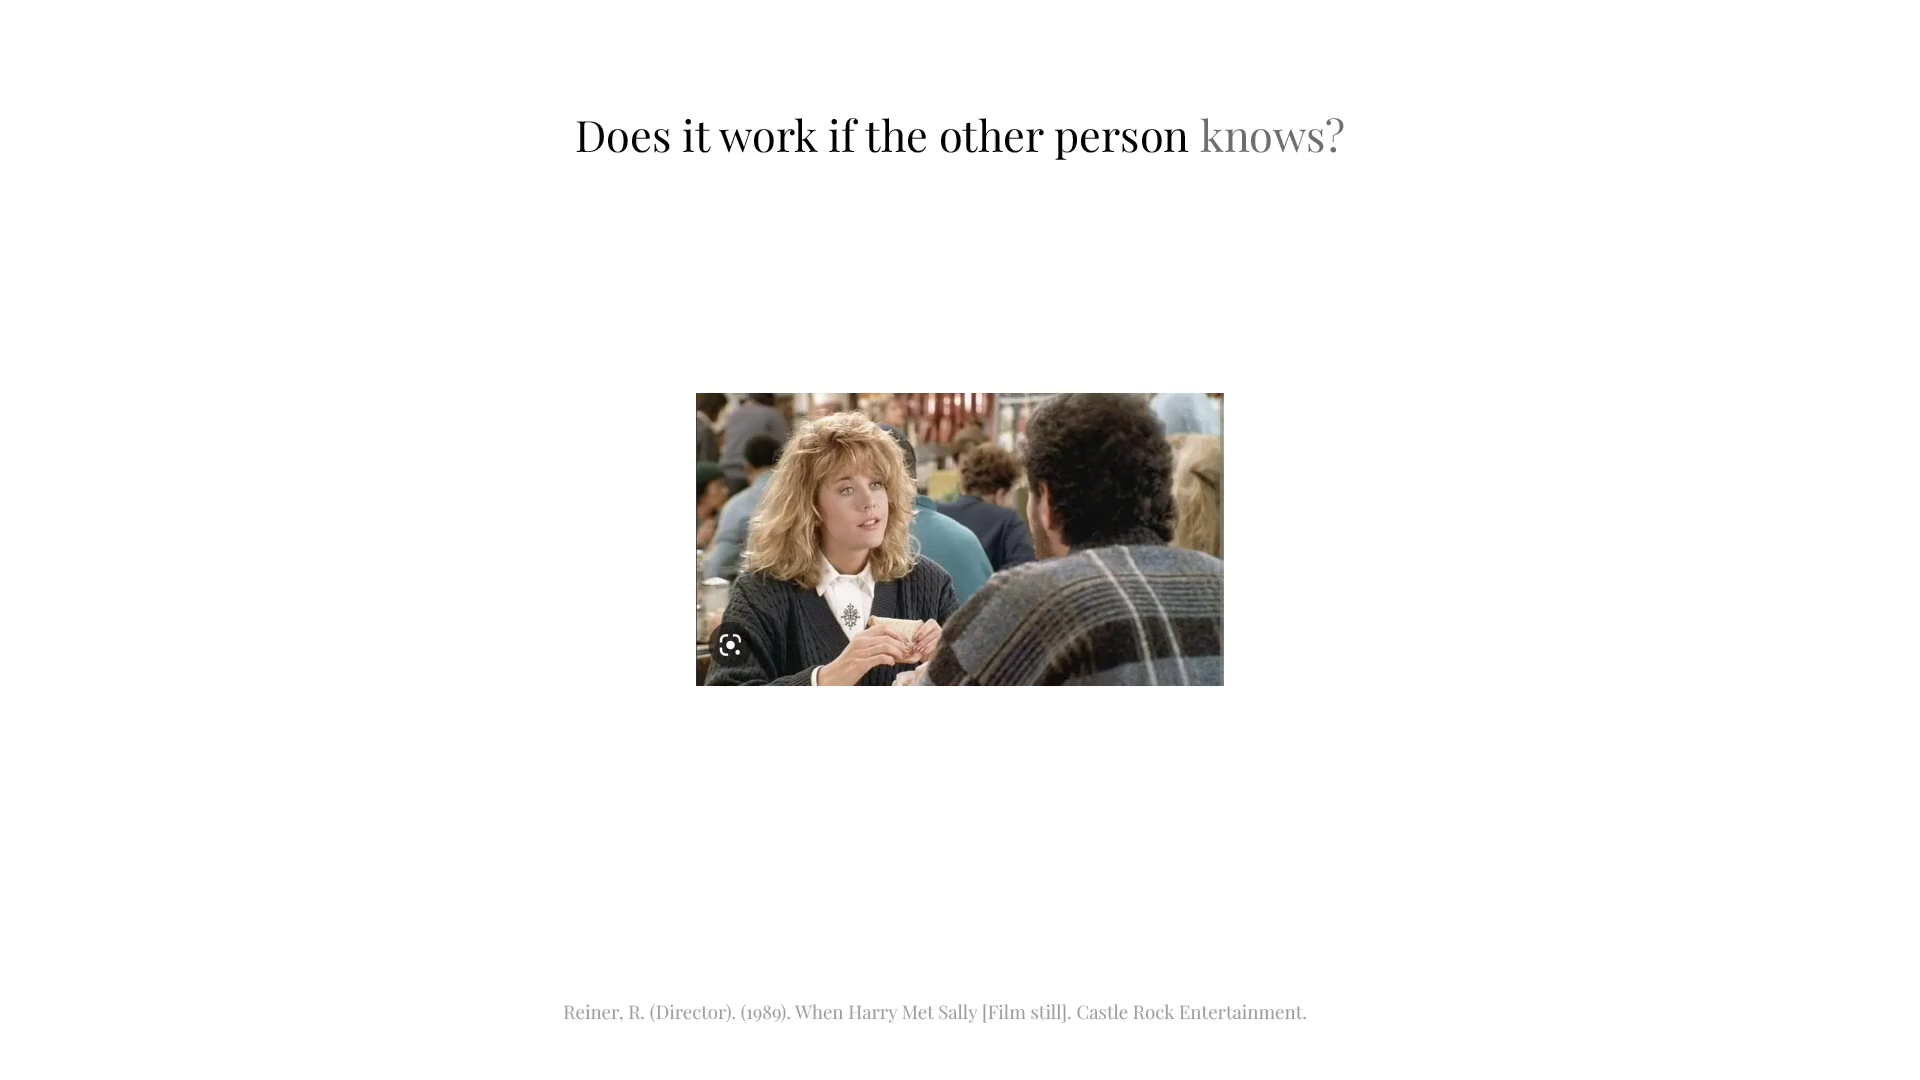 Does it work if the other person knows?
Reiner, R. (Director). (1989). When Harry Met Sally [Film still]. Castle Rock Entertainment.